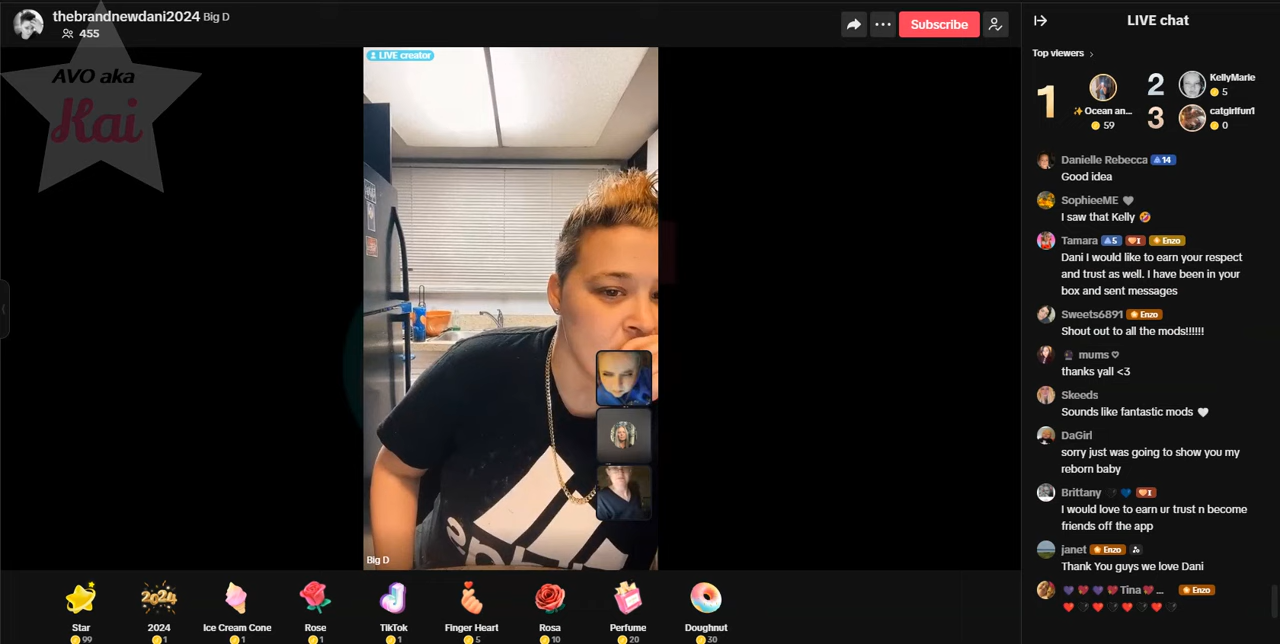 thebrandnewdani2024 Big D
455
Subscribe
LIVE chat
AVO aka
Kai
LIVE creator
Big D
Top viewers
1
Ocean an...
59
2
KellyMarie
5
3
catgirlfun1
0
Danielle Rebecca 14
Good idea
SophieeME
I saw that Kelly 🤣
Tamara 5 1 Enzo
Dani I would like to earn your respect
and trust as well. I have been in your
box and sent messages
Sweets6891 Enzo
Shout out to all the mods!!!!!!
mums ♡
thanks yall <3
Skeeds
Sounds like fantastic mods 🤍
DaGirl
sorry just was going to show you my
reborn baby
Brittany 🖤 💙 1
I would love to earn ur trust n become
friends off the app
janet Enzo
Thank You guys we love Dani
💜 ❤️ 💜 ❤️ Tina ❤️ ... Enzo
❤️ 🖤 ❤️ 🖤 ❤️ 🖤 ❤️ 🖤
Star
99
2024
2024
1
Ice Cream Cone
1
Rose
1
TikTok
1
Finger Heart
5
Rosa
10
Perfume
20
Doughnut
30